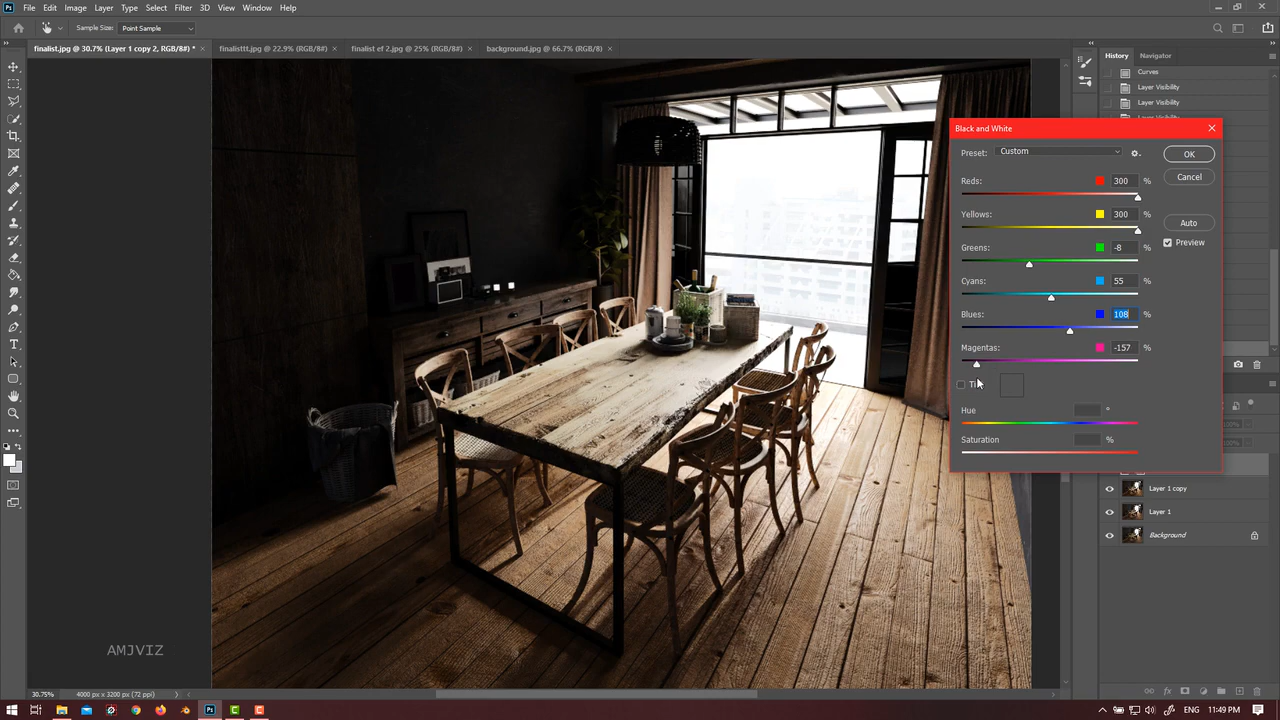 File Edit Image Layer Type Select Filter 3D View Window Help
Sample Size: Point Sample
finalist.jpg @ 30.7% (Layer 1 copy 2, RGB/8#) * × finalisttt.jpg @ 22.9% (RGB/8#) × finalist ef 2.jpg @ 25% (RGB/8#) × background.jpg @ 66.7% (RGB/8) ×
History Navigator
Curves
Layer Visibility
Layer Visibility
Black and White
Preset: Custom
OK
Cancel
Auto
Preview
Reds: 300 %
Yellows: 300 %
Greens: -8 %
Cyans: 55 %
Blues: 108 %
Magentas: -157 %
Hue °
Saturation %
Layer 1 copy
Layer 1
Background
AMJVIZ
30.75% 4000 px x 3200 px (72 ppi)
11:49 PM